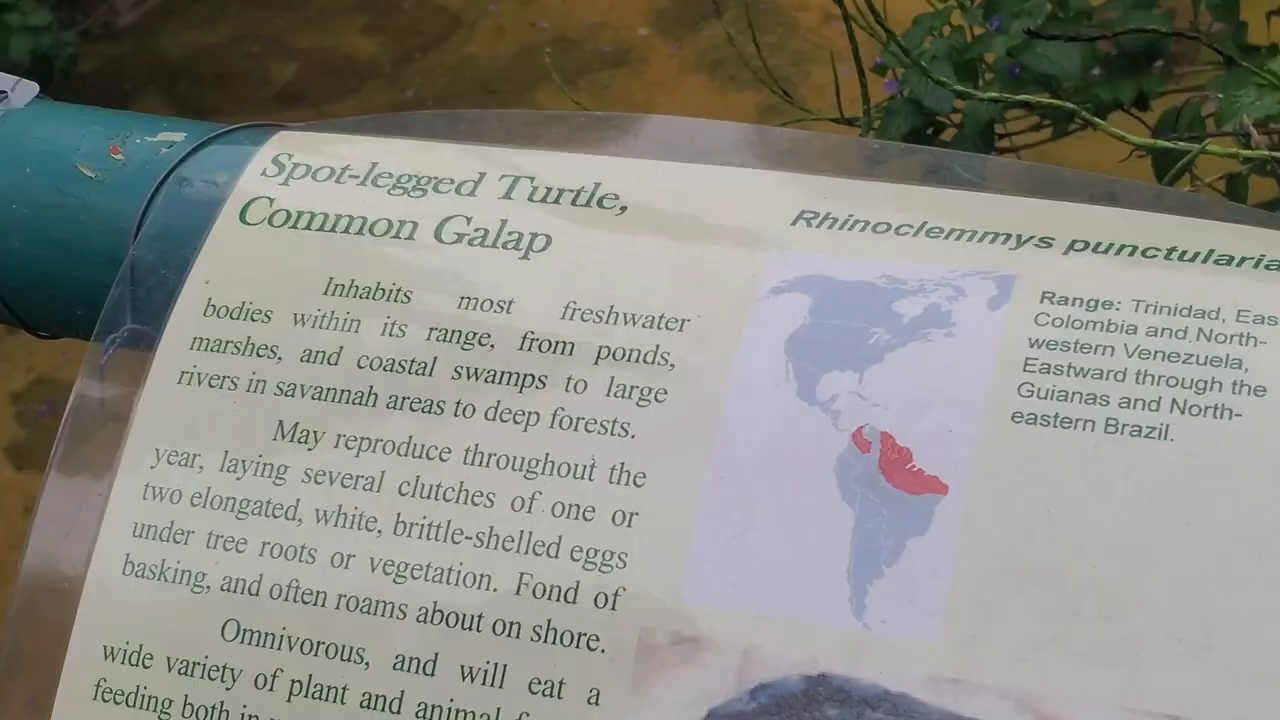 Spot-legged Turtle,
Common Galap
Inhabits most freshwater
bodies within its range, from ponds,
marshes, and coastal swamps to large
rivers in savannah areas to deep forests.
May reproduce throughout the
year, laying several clutches of one or
two elongated, white, brittle-shelled eggs
under tree roots or vegetation. Fond of
basking, and often roams about on shore.
Omnivorous, and will eat a
wide variety of plant and animal
feeding both in
Rhinoclemmys punctularia
Range: Trinidad, Eas
Colombia and North-
western Venezuela,
Eastward through the
Guianas and North-
eastern Brazil.